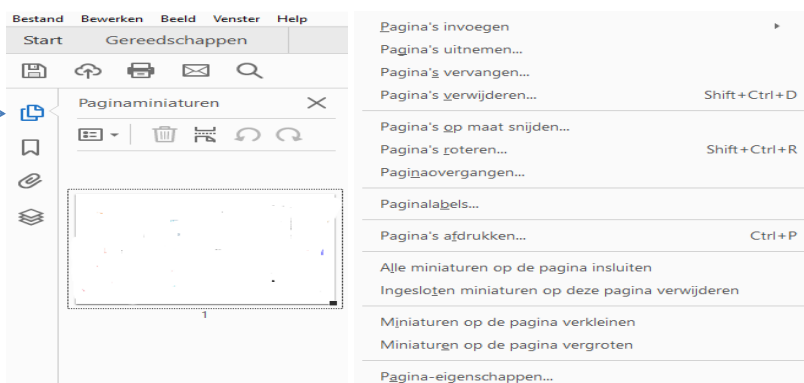 Bestand Bewerken Beeld Venster Help
Start Gereedschappen
Paginaminiaturen
1
Pagina's invoegen
Pagina's uitnemen...
Pagina's vervangen...
Pagina's verwijderen... Shift+Ctrl+D
Pagina's op maat snijden...
Pagina's roteren... Shift+Ctrl+R
Paginaovergangen...
Paginalabels...
Pagina's afdrukken... Ctrl+P
Alle miniaturen op de pagina insluiten
Ingesloten miniaturen op deze pagina verwijderen
Miniaturen op de pagina verkleinen
Miniaturen op de pagina vergroten
Pagina-eigenschappen...